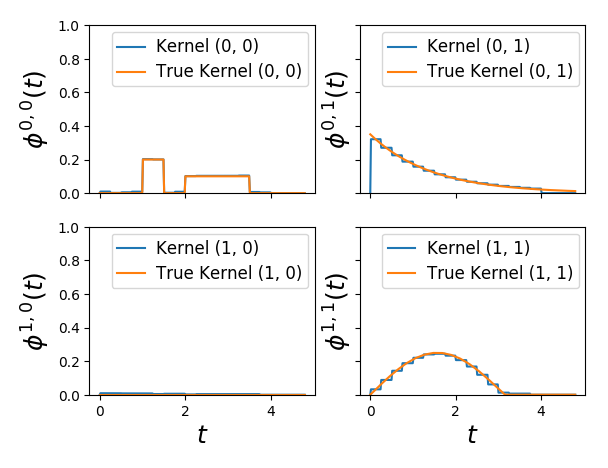 1.0
0.8
0.6
0.4
0.2
0.0
ϕ^{0,0}(t)
Kernel (0, 0)
True Kernel (0, 0)
ϕ^{0,1}(t)
Kernel (0, 1)
True Kernel (0, 1)
1.0
0.8
0.6
0.4
0.2
0.0
ϕ^{1,0}(t)
Kernel (1, 0)
True Kernel (1, 0)
0 2 4
t
ϕ^{1,1}(t)
Kernel (1, 1)
True Kernel (1, 1)
0 2 4
t